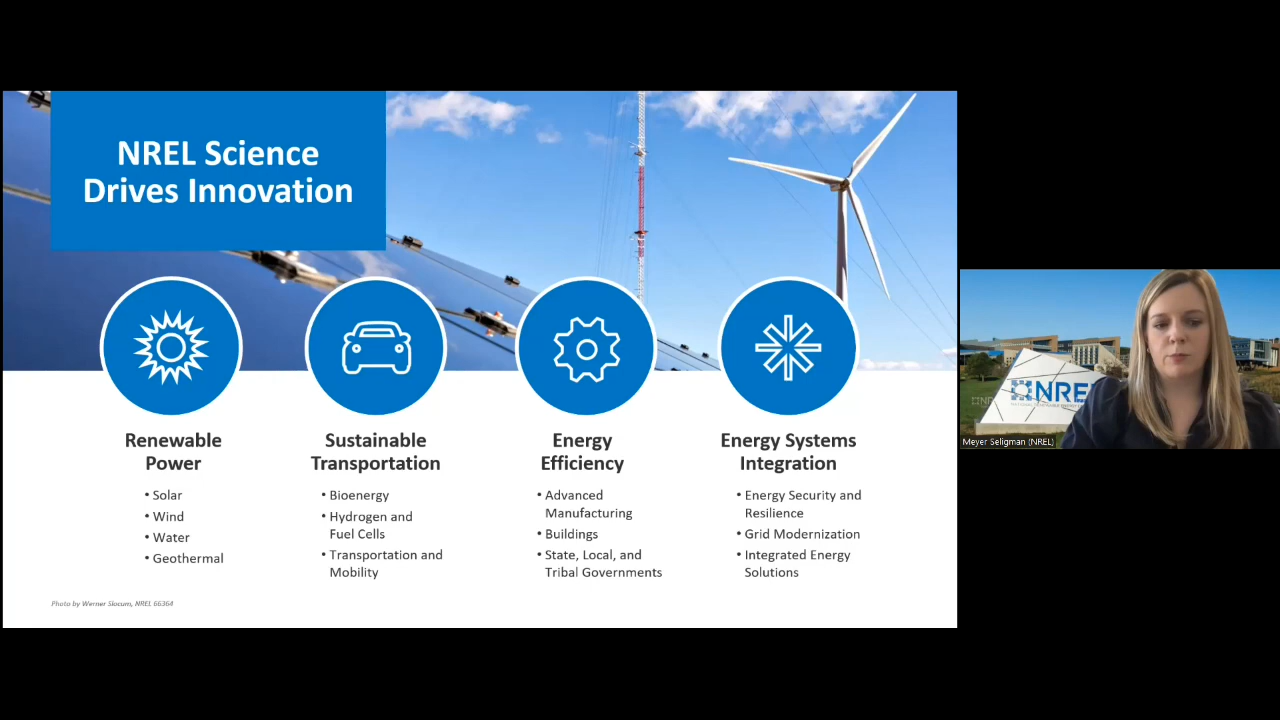 NREL Science
Drives Innovation
Renewable
Power
• Solar
• Wind
• Water
• Geothermal
Sustainable
Transportation
• Bioenergy
• Hydrogen and
Fuel Cells
• Transportation and
Mobility
Energy
Efficiency
• Advanced
Manufacturing
• Buildings
• State, Local, and
Tribal Governments
Energy Systems
Integration
• Energy Security and
Resilience
• Grid Modernization
• Integrated Energy
Solutions
Photo by Werner Slocum, NREL 66364
NRE
Meyer Seligman (NREL)